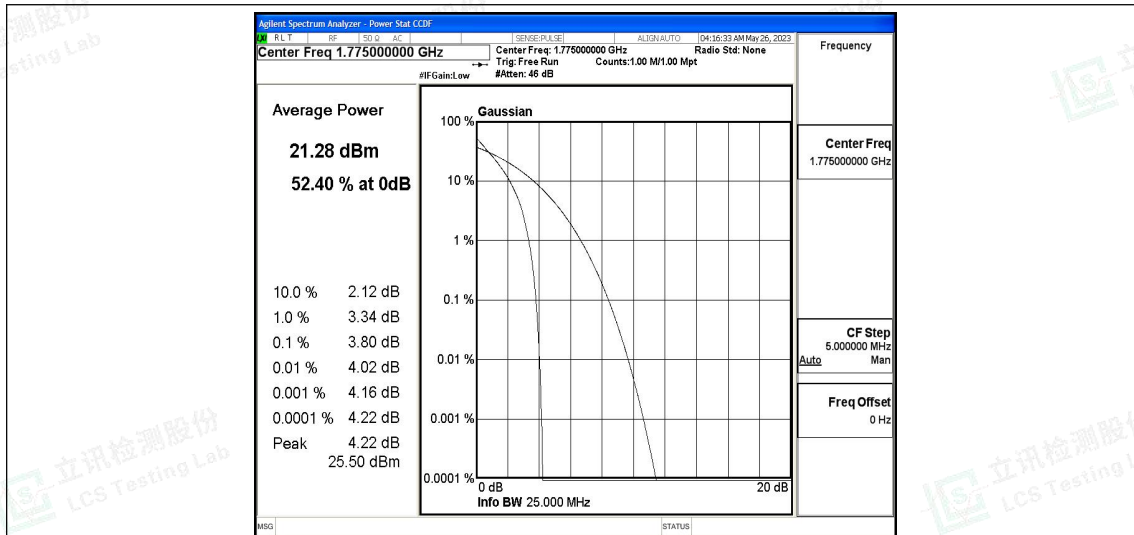 Agilent Spectrum Analyzer - Power Stat CCDF
LXI RLT RF 50 Ω AC SENSE:PULSE ALIGN AUTO 04:16:33 AM May 26, 2023
Center Freq 1.775000000 GHz
Center Freq: 1.775000000 GHz Radio Std: None
Trig: Free Run Counts:1.00 M/1.00 Mpt
#IFGain:Low #Atten: 46 dB
Frequency
Average Power
21.28 dBm
52.40 % at 0dB
10.0 % 2.12 dB
1.0 % 3.34 dB
0.1 % 3.80 dB
0.01 % 4.02 dB
0.001 % 4.16 dB
0.0001 % 4.22 dB
Peak 4.22 dB
25.50 dBm
Gaussian
100 %
10 %
1 %
0.1 %
0.01 %
0.001 %
0.0001 %
0 dB 20 dB
Info BW 25.000 MHz
Center Freq
1.775000000 GHz
CF Step
5.000000 MHz
Auto Man
Freq Offset
0 Hz
MSG STATUS
立讯检测股份
LCS Testing Lab